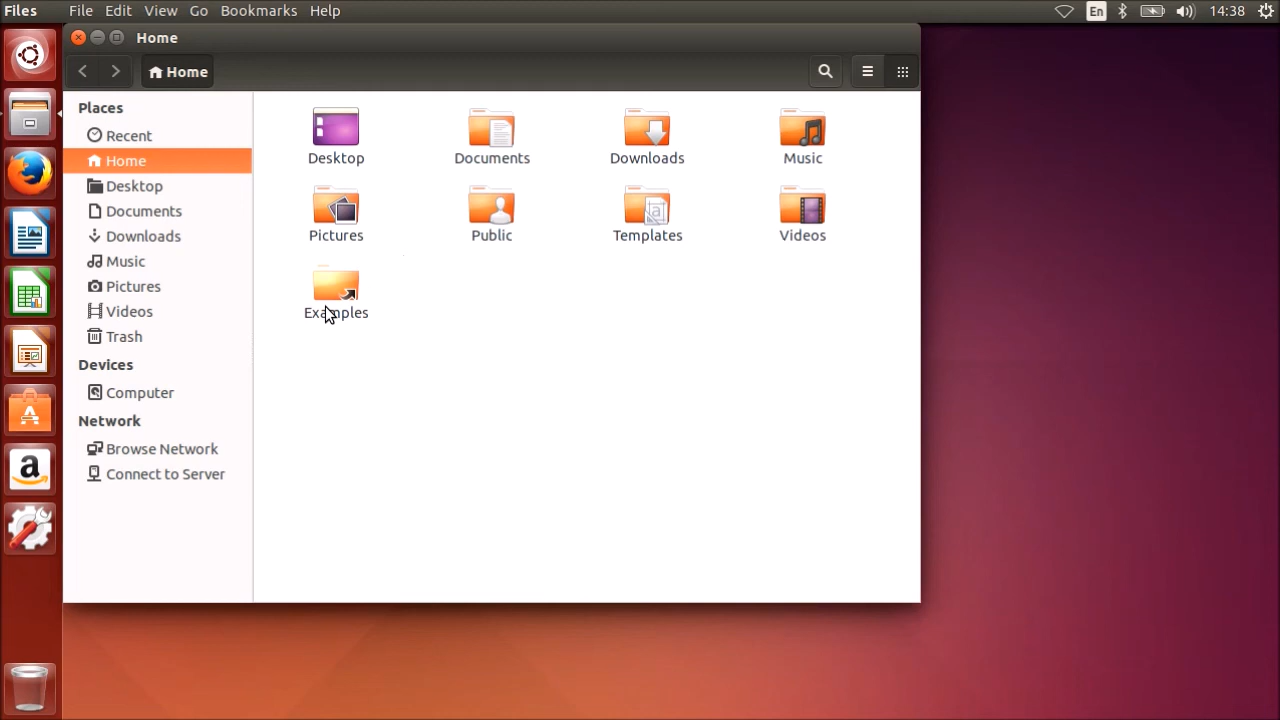 Files File Edit View Go Bookmarks Help En 14:38
Home
Home
Places
Recent
Home
Desktop
Documents
Downloads
Music
Pictures
Videos
Trash
Devices
Computer
Network
Browse Network
Connect to Server
Desktop Documents Downloads Music
Pictures Public Templates Videos
Examples